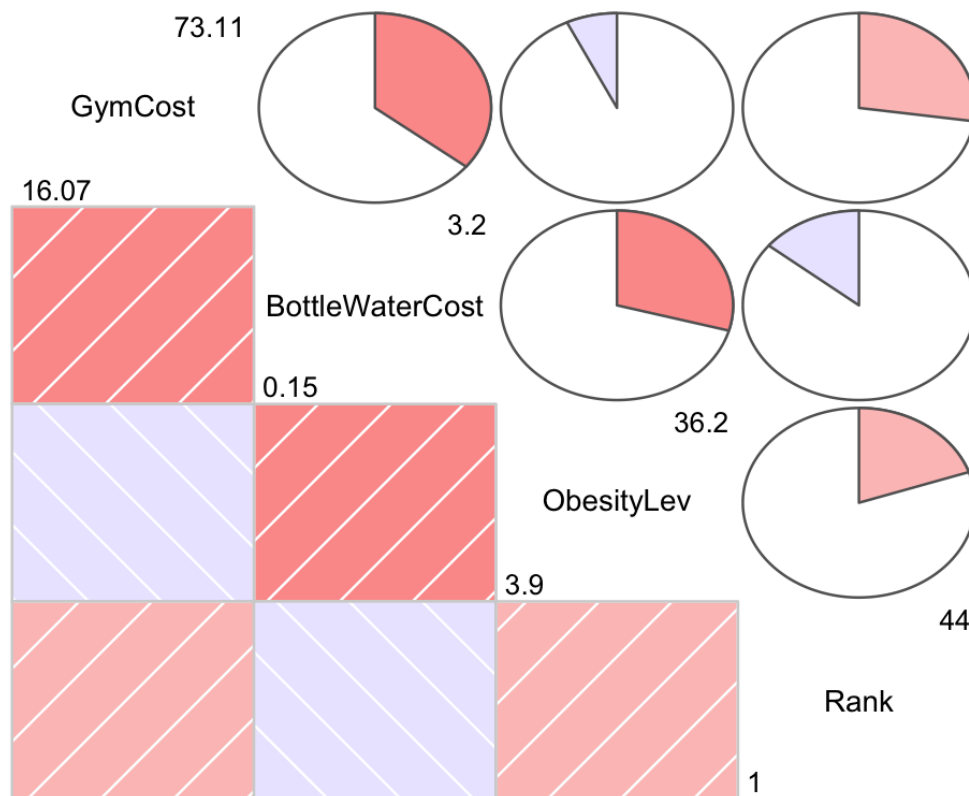 73.11
GymCost
16.07
3.2
BottleWaterCost
0.15
36.2
ObesityLev
3.9
44
Rank
1